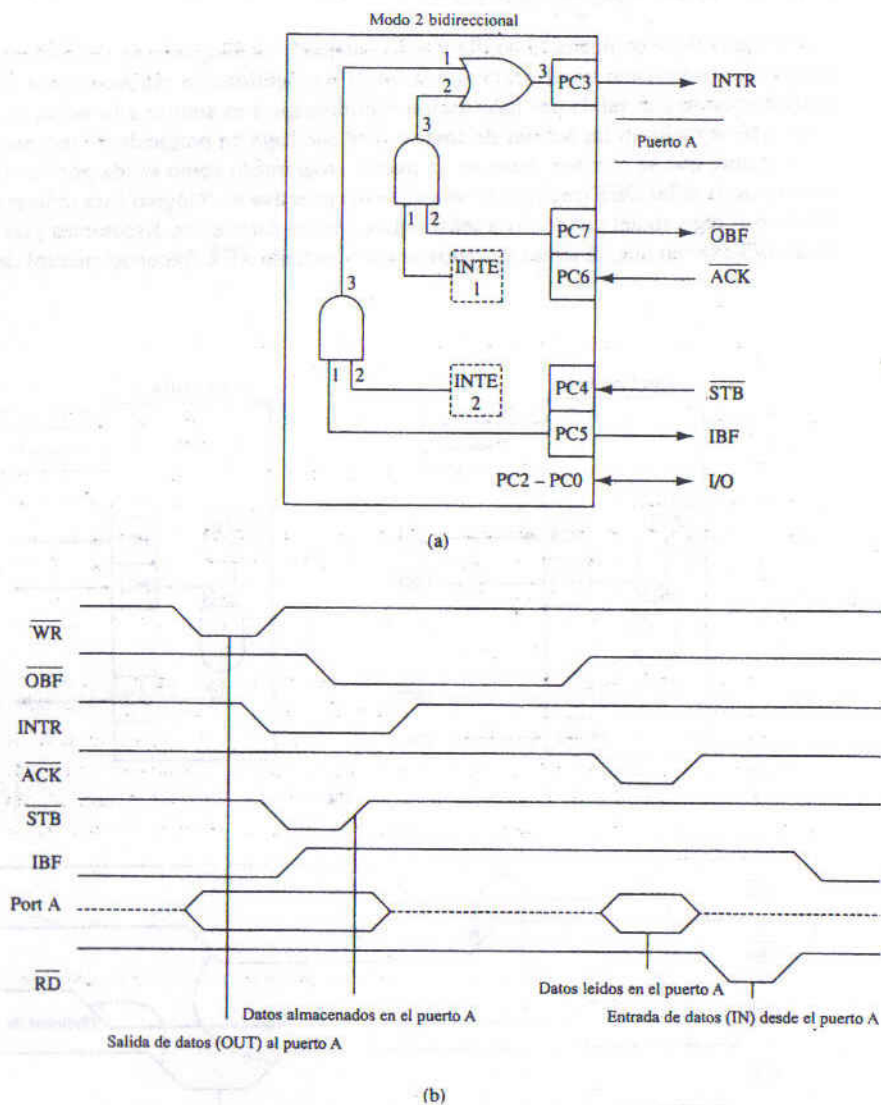 Modo 2 bidireccional
1
2
3
PC3
INTR
Puerto A
3
1
2
PC7
OBF
INTE
1
PC6
ACK
3
1
2
INTE
2
PC4
STB
PC5
IBF
PC2 – PC0
I/O
(a)
WR
OBF
INTR
ACK
STB
IBF
Port A
RD
Datos leídos en el puerto A
Datos almacenados en el puerto A
Entrada de datos (IN) desde el puerto A
Salida de datos (OUT) al puerto A
(b)